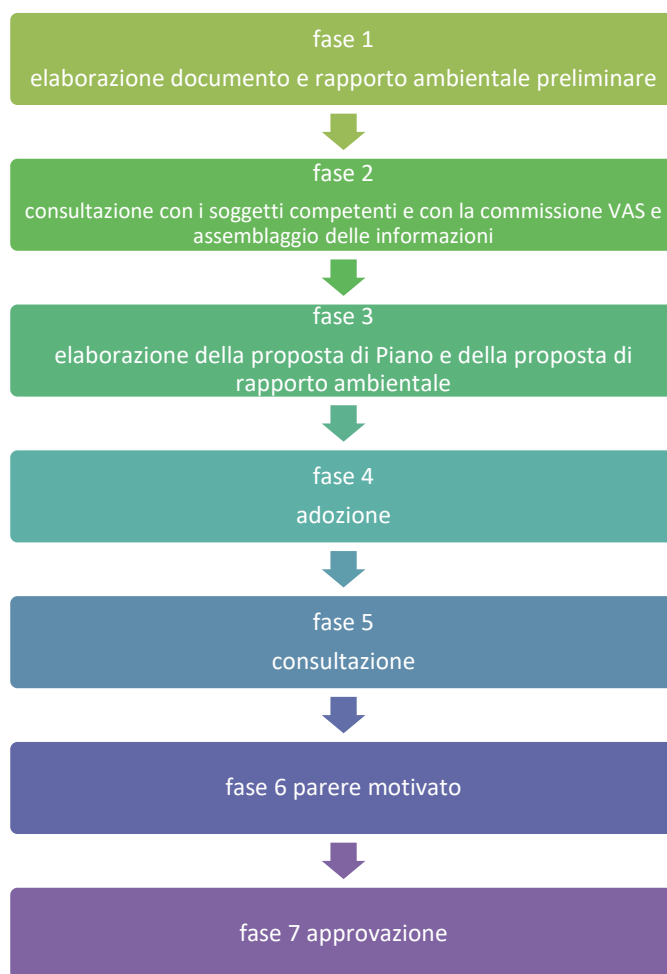 fase 1
elaborazione documento e rapporto ambientale preliminare
fase 2
consultazione con i soggetti competenti e con la commissione VAS e
assemblaggio delle informazioni
fase 3
elaborazione della proposta di Piano e della proposta di
rapporto ambientale
fase 4
adozione
fase 5
consultazione
fase 6 parere motivato
fase 7 approvazione